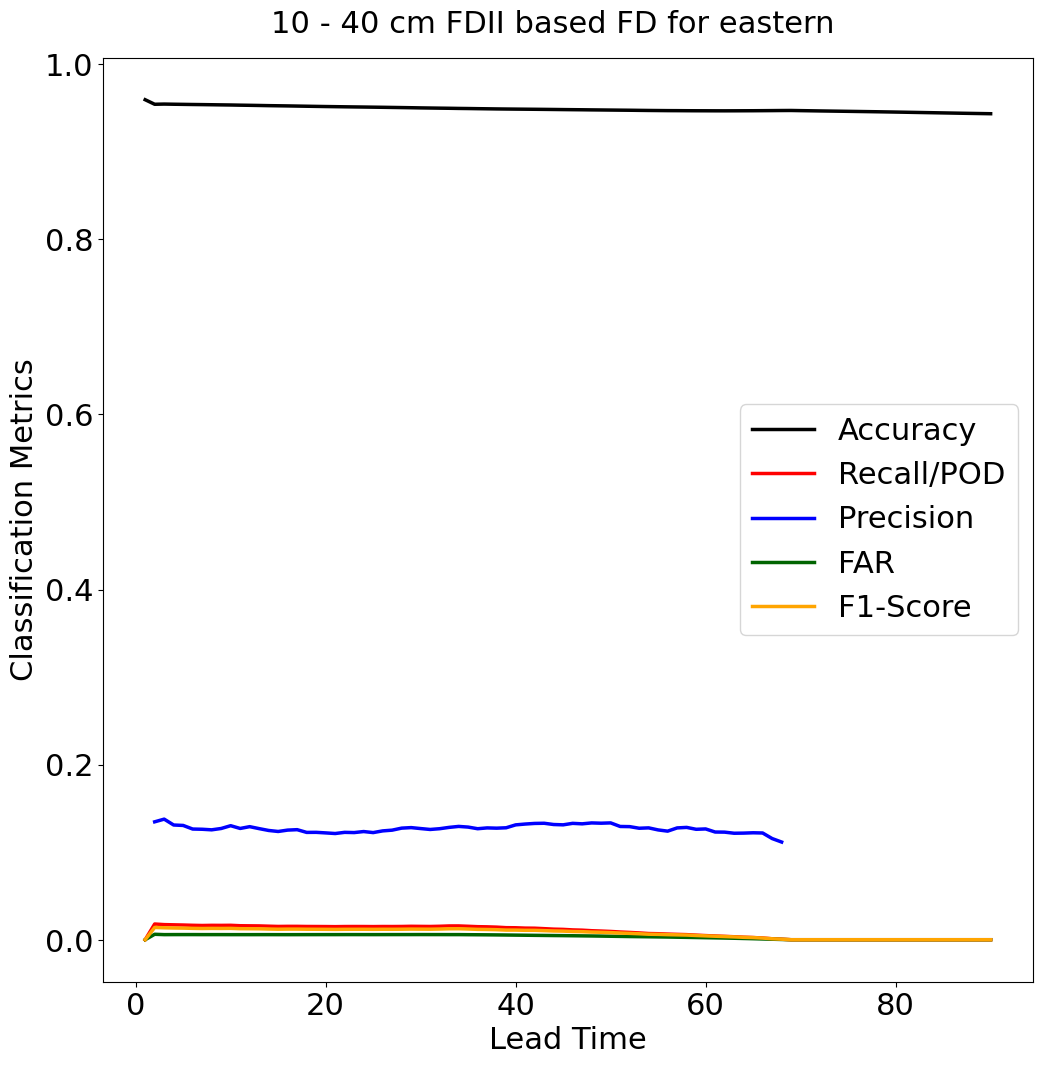 10 - 40 cm FDII based FD for eastern
1.0
0.8
0.6
0.4
0.2
0.0
Classification Metrics
Accuracy
Recall/POD
Precision
FAR
F1-Score
0 20 40 60 80
Lead Time